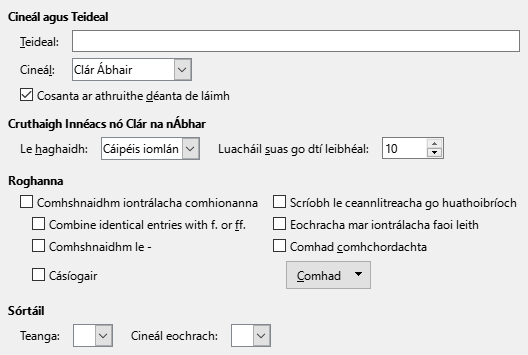 Cineál agus Teideal
Teideal:
Cineál: Clár Ábhair
Cosanta ar athruithe déanta de láimh
Cruthaigh Innéacs nó Clár na nÁbhar
Le haghaidh: Cáipéis iomlán Luacháil suas go dtí leibhéal: 10
Roghanna
Comhshnaidhm iontrálacha comhionanna Scríobh le ceannlitreacha go huathoibríoch
Combine identical entries with f. or ff. Eochracha mar iontrálacha faoi leith
Comhshnaidhm le - Comhad comhchordachta
Cásíogair Comhad
Sórtáil
Teanga: Cineál eochrach: